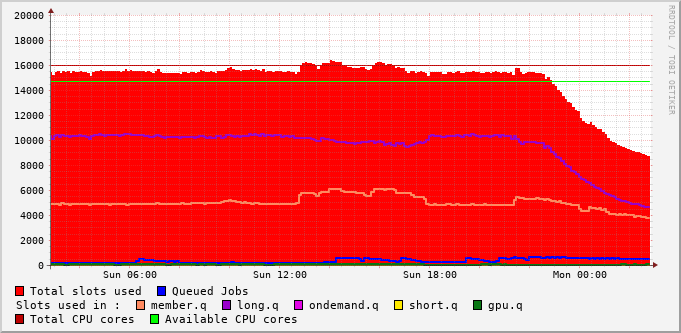 20000
18000
16000
14000
12000
10000
8000
6000
4000
2000
0
Sun 06:00 Sun 12:00 Sun 18:00 Mon 00:00
RRDTOOL / TOBI OETIKER
Total slots used Queued Jobs
Slots used in : member.q long.q ondemand.q short.q gpu.q
Total CPU cores Available CPU cores